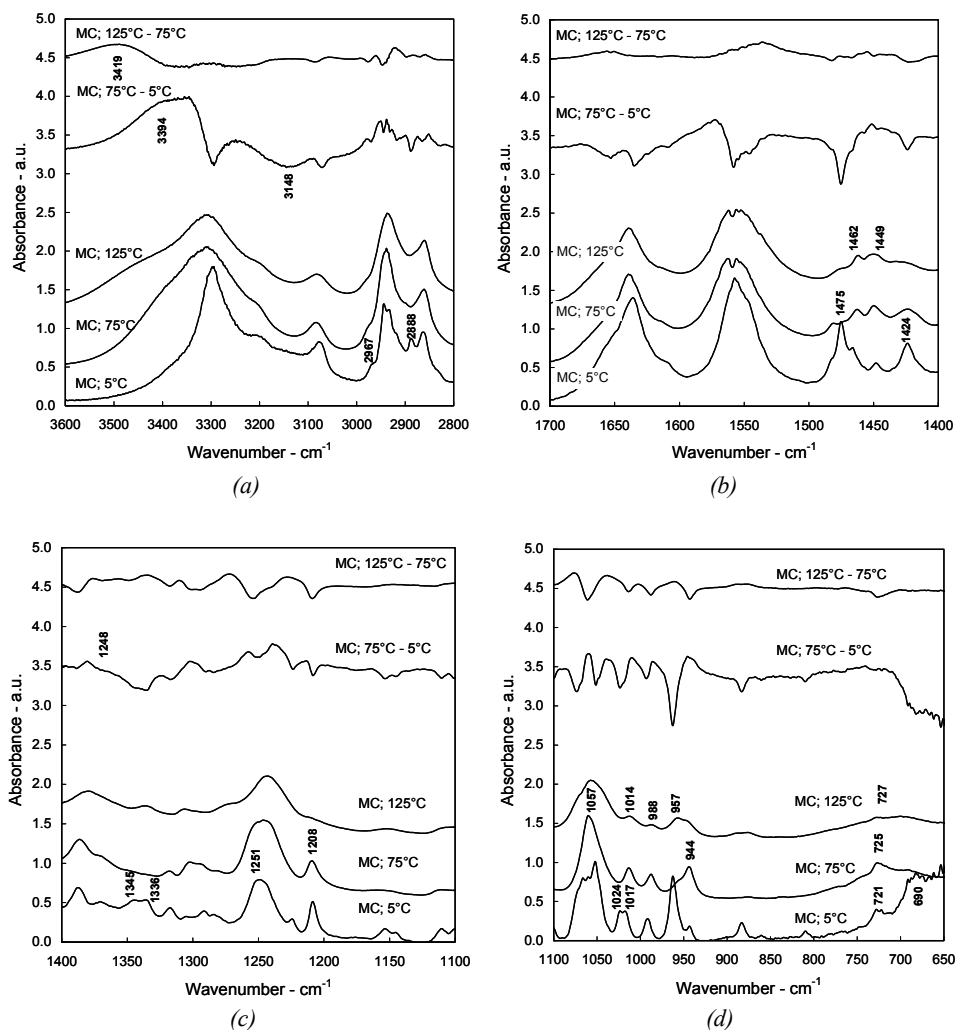 5.0
4.5
4.0
3.5
3.0
2.5
2.0
1.5
1.0
0.5
0.0
Absorbance - a.u.
MC; 125°C - 75°C
3419
MC; 75°C - 5°C
3394
3148
MC; 125°C
MC; 75°C
2967
2888
MC; 5°C
3600 3500 3400 3300 3200 3100 3000 2900 2800
Wavenumber - cm-1
(a)
5.0
4.5
4.0
3.5
3.0
2.5
2.0
1.5
1.0
0.5
0.0
Absorbance - a.u.
MC; 125°C - 75°C
MC; 75°C - 5°C
MC; 125°C
1462
1449
MC; 75°C
1475
1424
MC; 5°C
1700 1650 1600 1550 1500 1450 1400
Wavenumber - cm-1
(b)
5.0
4.5
4.0
3.5
3.0
2.5
2.0
1.5
1.0
0.5
0.0
Absorbance - a.u.
MC; 125°C - 75°C
1248
MC; 75°C - 5°C
MC; 125°C
1208
1251
MC; 75°C
1345
1336
MC; 5°C
1400 1350 1300 1250 1200 1150 1100
Wavenumber - cm-1
(c)
5.0
4.5
4.0
3.5
3.0
2.5
2.0
1.5
1.0
0.5
0.0
Absorbance - a.u.
MC; 125°C - 75°C
MC; 75°C - 5°C
1057
1014
988
957
MC; 125°C
727
944
MC; 75°C
725
1024
1017
MC; 5°C
721
690
1100 1050 1000 950 900 850 800 750 700 650
Wavenumber - cm-1
(d)